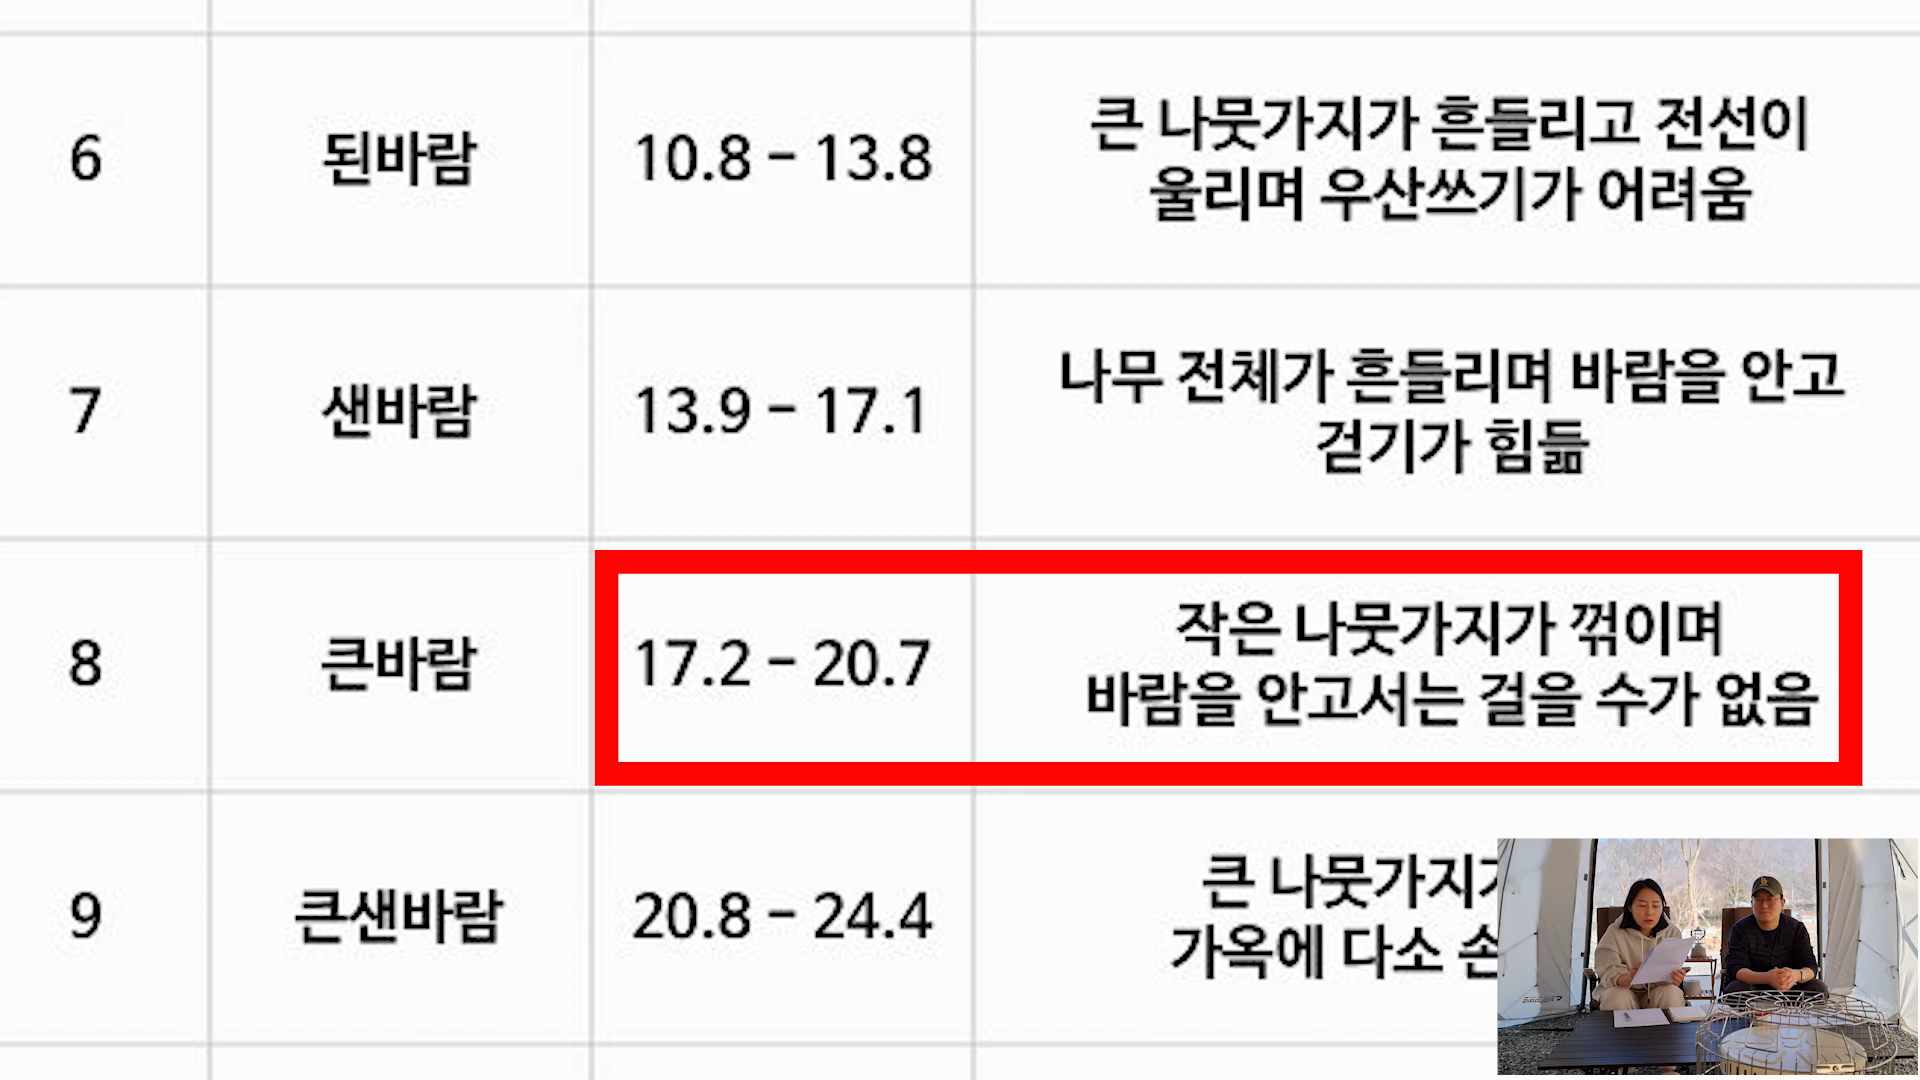 6 된바람 10.8 – 13.8 큰 나뭇가지가 흔들리고 전선이
울리며 우산쓰기가 어려움
7 샌바람 13.9 – 17.1 나무 전체가 흔들리며 바람을 안고
걷기가 힘듦
8 큰바람 17.2 – 20.7 작은 나뭇가지가 꺾이며
바람을 안고서는 걸을 수가 없음
9 큰샌바람 20.8 – 24.4 큰 나뭇가지가
가옥에 다소